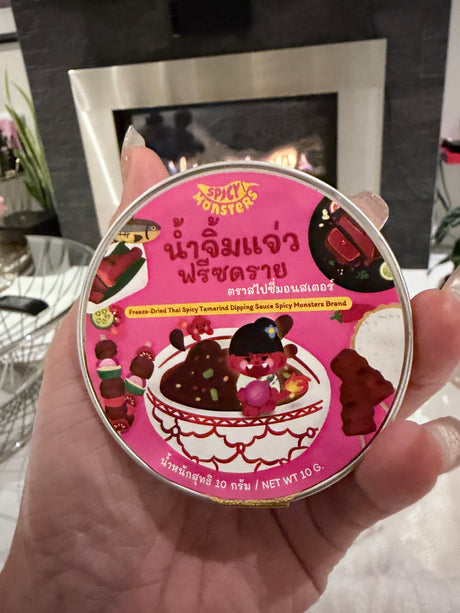 SPICY
MONSTERS
น้ำจิ้มแจ่ว
ฟรีซดราย
ตราสไปซี่มอนสเตอร์
Freeze-Dried Thai Spicy Tamarind Dipping Sauce Spicy Monsters Brand
น้ำหนักสุทธิ 10 กรัม / NET WT 10 G.